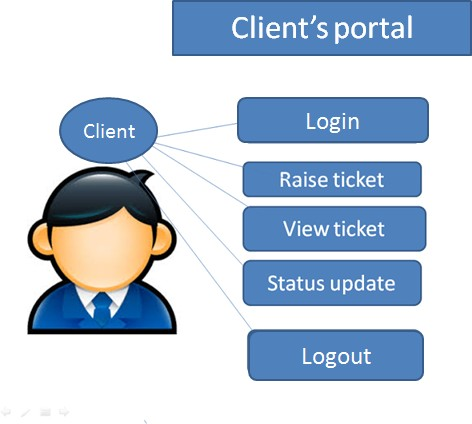 Client's portal
Client
Login
Raise ticket
View ticket
Status update
Logout